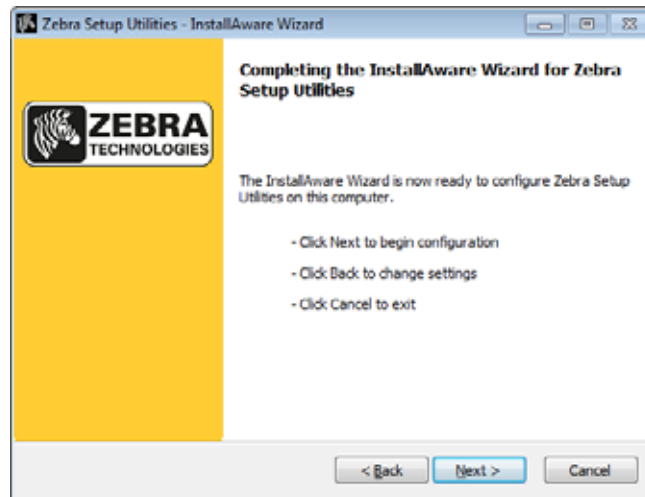 Zebra Setup Utilities - InstallAware Wizard
Completing the InstallAware Wizard for Zebra
Setup Utilities
ZEBRA
TECHNOLOGIES
The InstallAware Wizard is now ready to configure Zebra Setup
Utilities on this computer.
- Click Next to begin configuration
- Click Back to change settings
- Click Cancel to exit
< Back
Next >
Cancel